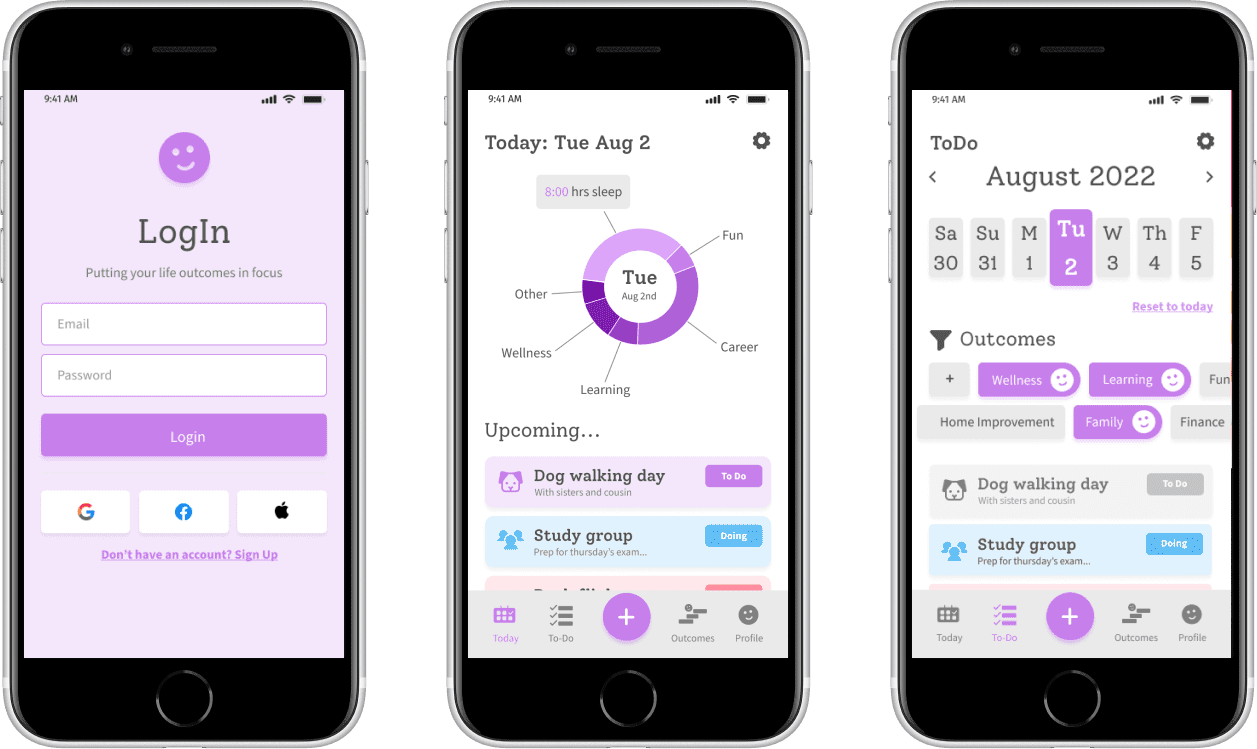 9:41 AM
LogIn
Putting your life outcomes in focus
Email
Password
Login
Don't have an account? Sign Up
9:41 AM
Today: Tue Aug 2
8:00 hrs sleep
Fun
Tue
Aug 2nd
Other
Career
Wellness
Learning
Upcoming...
Dog walking day
To Do
With sisters and cousin
Study group
Doing
Prep for thursday's exam...
Today
To-Do
+
Outcomes
Profile
9:41 AM
ToDo
< August 2022 >
Sa Su M Tu W Th F
30 31 1 2 3 4 5
Reset to today
Outcomes
+ Wellness Learning Fun
Home Improvement Family Finance
Dog walking day
To Do
With sisters and cousin
Study group
Doing
Prep for thursday's exam...
Today
To-Do
+
Outcomes
Profile